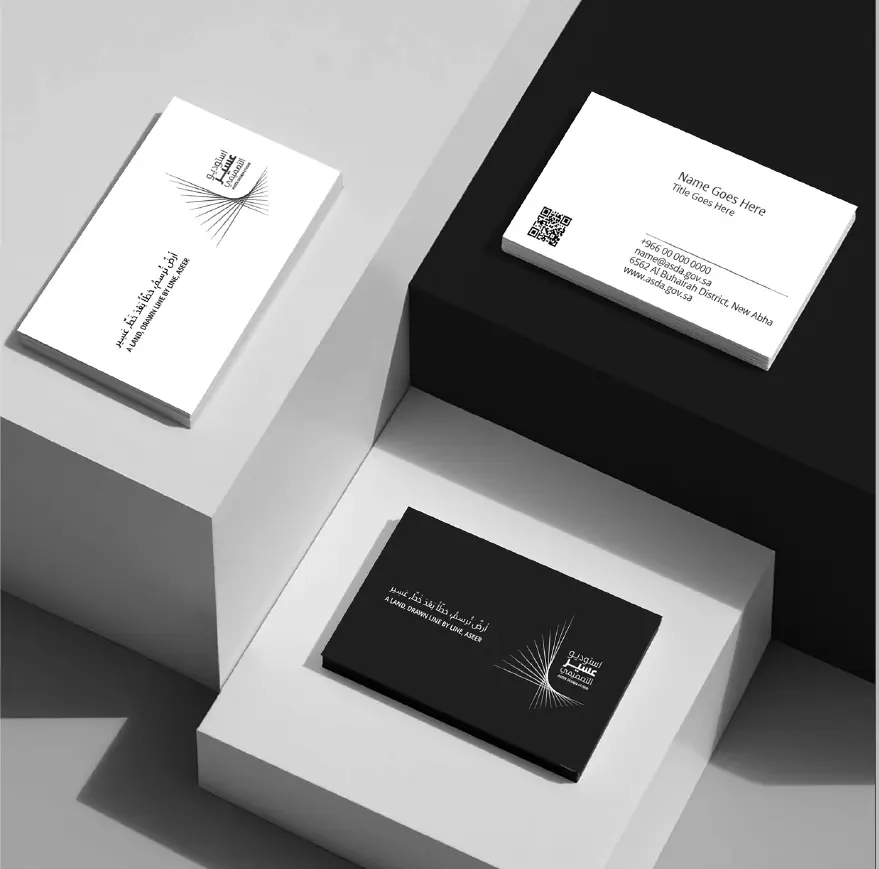 استوديو
عسير
التصميمي
أرضٌ تُرسمُ، خطًّا بعد خطّ، عسير
A LAND, DRAWN LINE BY LINE, ASEER
Name Goes Here
Title Goes Here
+966 00 000 0000
name@asda.gov.sa
6562 Al Buhairah District, New Abha
www.asda.gov.sa
أرضٌ تُرسمُ، خطًّا بعد خطّ، عسير
A LAND, DRAWN LINE BY LINE, ASEER
استوديو
عسير
التصميمي